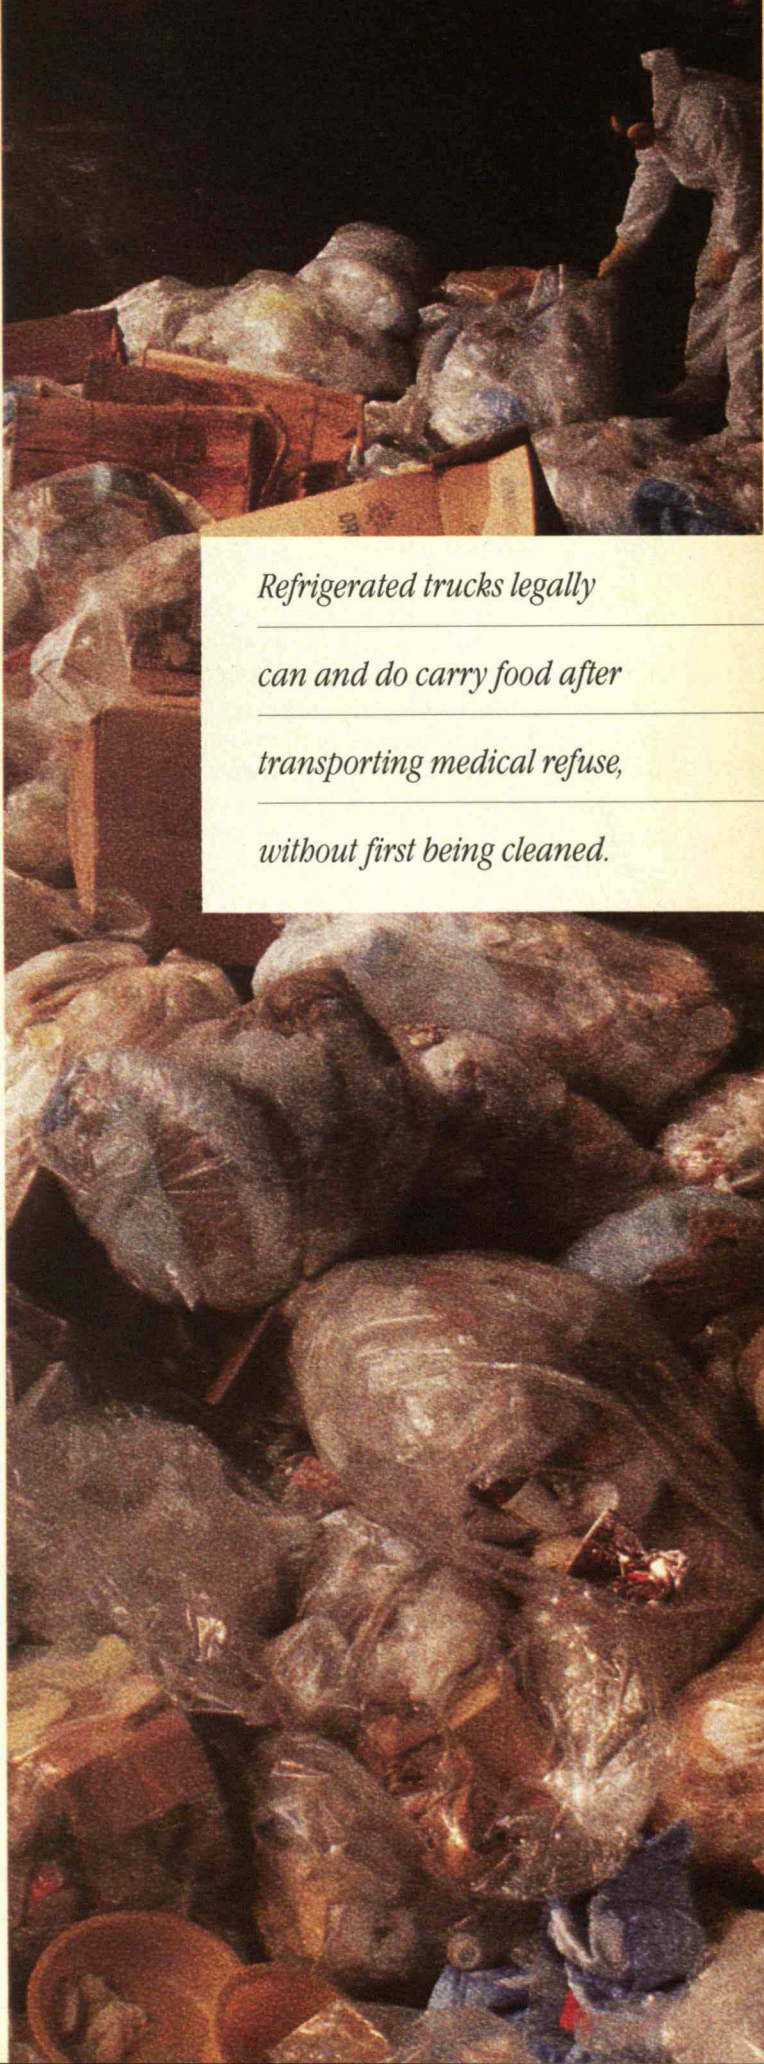 Refrigerated trucks legally
can and do carry food after
transporting medical refuse,
without first being cleaned.